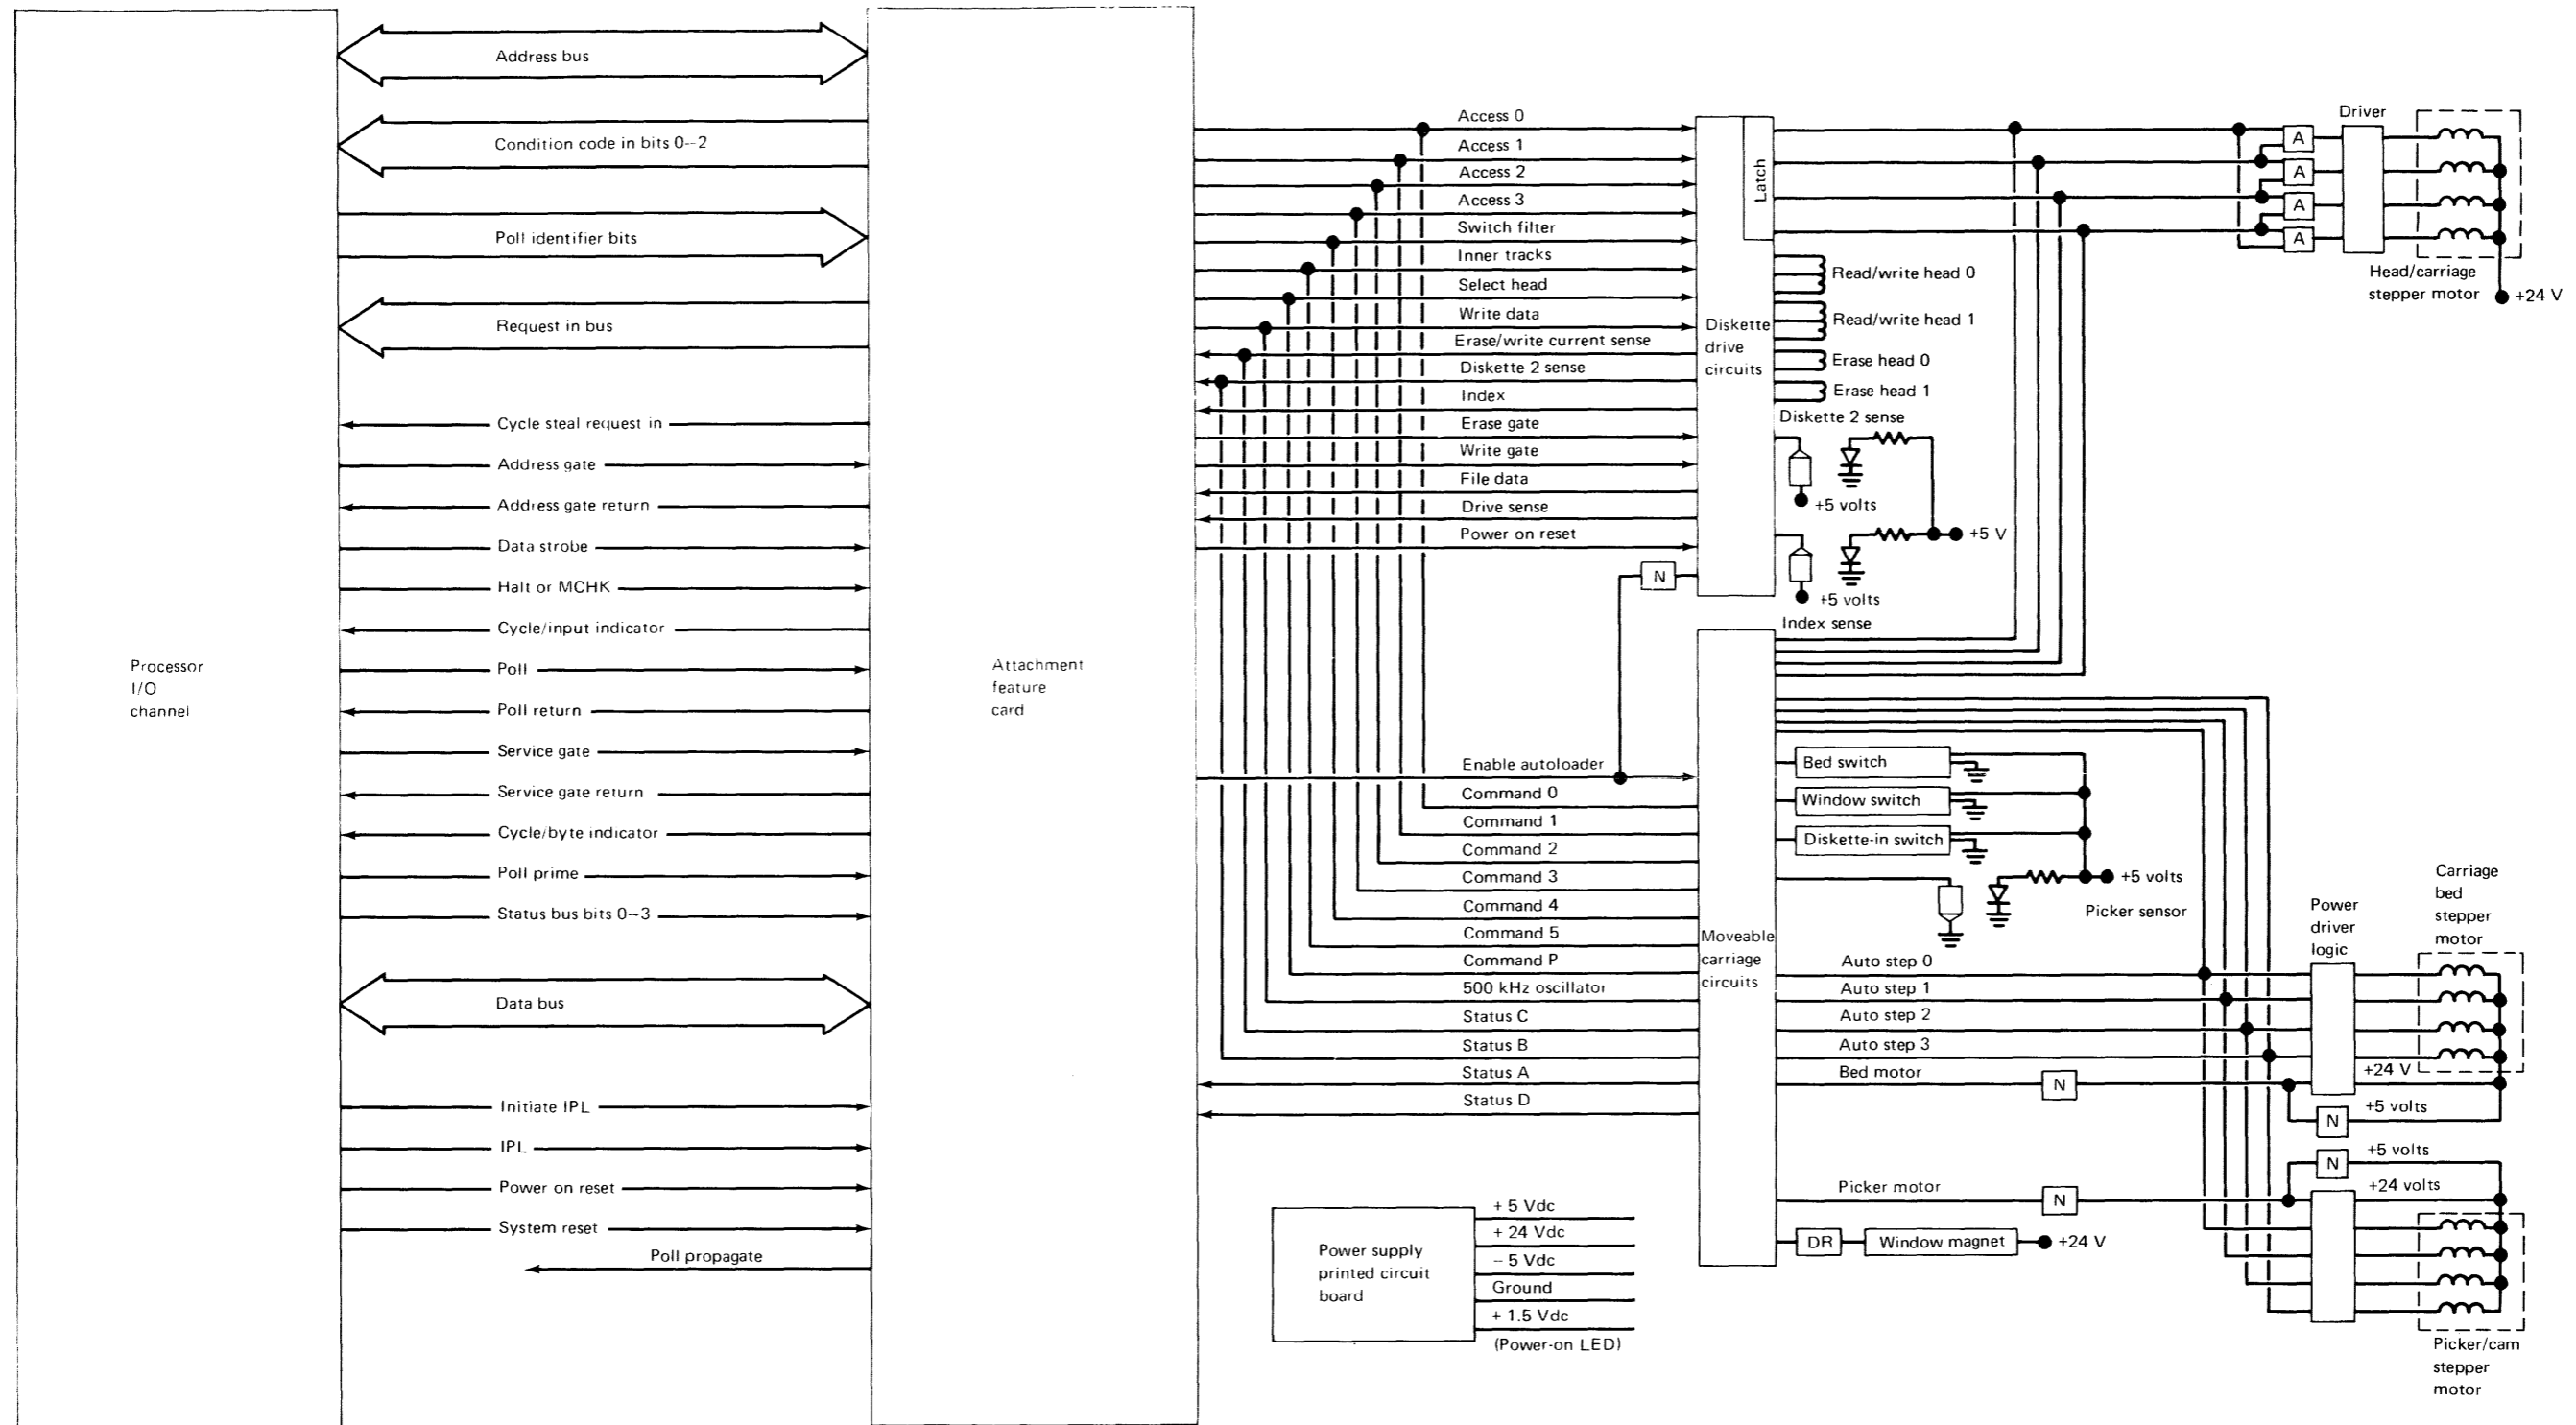 Processor
I/O
channel
Address bus
Condition code in bits 0--2
Poll identifier bits
Request in bus
Cycle steal request in
Address gate
Address gate return
Data strobe
Halt or MCHK
Cycle/input indicator
Poll
Poll return
Service gate
Service gate return
Cycle/byte indicator
Poll prime
Status bus bits 0--3
Data bus
Initiate IPL
IPL
Power on reset
System reset
Poll propagate
Attachment
feature
card
Access 0
Access 1
Access 2
Access 3
Switch filter
Inner tracks
Select head
Write data
Erase/write current sense
Diskette 2 sense
Index
Erase gate
Write gate
File data
Drive sense
Power on reset
N
Enable autoloader
Command 0
Command 1
Command 2
Command 3
Command 4
Command 5
Command P
500 kHz oscillator
Status C
Status B
Status A
Status D
Power supply
printed circuit
board
+ 5 Vdc
+ 24 Vdc
– 5 Vdc
Ground
+ 1.5 Vdc
(Power-on LED)
Latch
Diskette
drive
circuits
Read/write head 0
Read/write head 1
Erase head 0
Erase head 1
Diskette 2 sense
+5 volts
+5 V
+5 volts
Index sense
A
A
A
A
Driver
Head/carriage
stepper motor
+24 V
Moveable
carriage
circuits
Bed switch
Window switch
Diskette-in switch
+5 volts
Picker sensor
Auto step 0
Auto step 1
Auto step 2
Auto step 3
Bed motor
N
Power
driver
logic
Carriage
bed
stepper
motor
+24 V
+5 volts
N
+5 volts
N
+24 volts
Picker motor
N
DR
Window magnet
+24 V
Picker/cam
stepper
motor